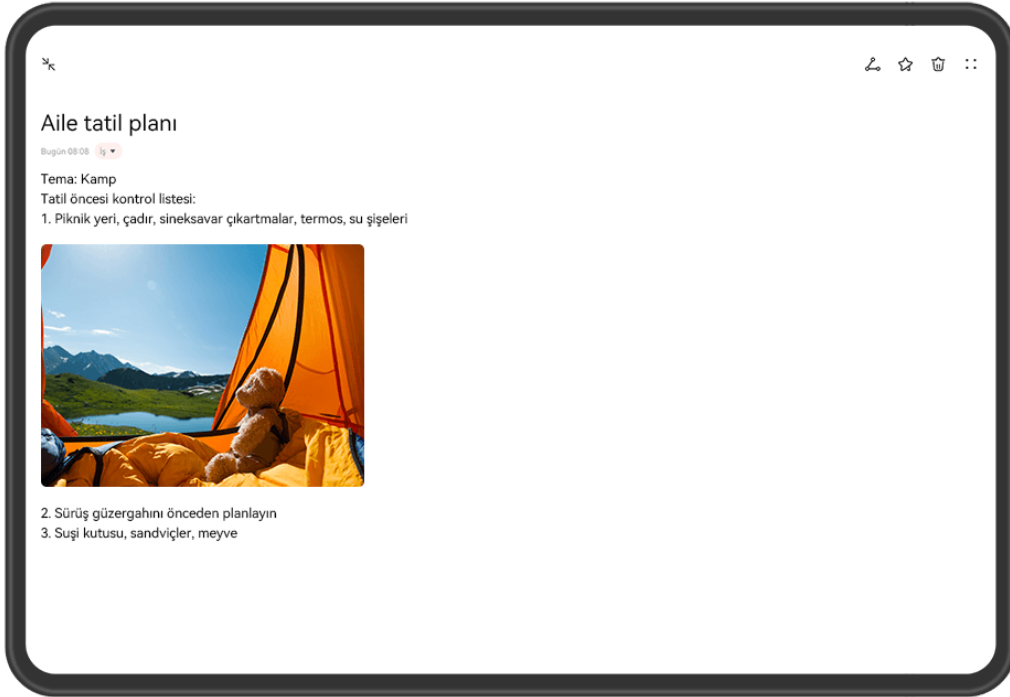 Aile tatil planı
Bugün 08:08 İş
Tema: Kamp
Tatil öncesi kontrol listesi:
1. Piknik yeri, çadır, sineksavar çıkartmalar, termos, su şişeleri
2. Sürüş güzergahını önceden planlayın
3. Suşi kutusu, sandviçler, meyve